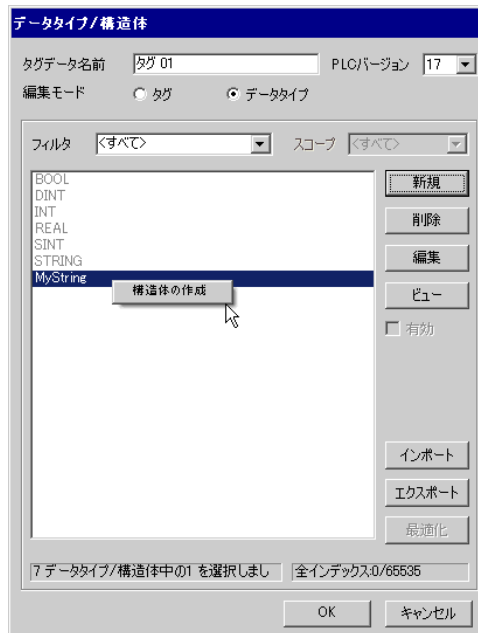 データタイプ/構造体
タグデータ名前 タグ 01 PLCバージョン 17
編集モード タグ データタイプ
フィルタ <すべて> スコープ <すべて>
BOOL
DINT
INT
REAL
SINT
STRING
MyString
構造体の作成
新規
削除
編集
ビュー
有効
インポート
エクスポート
最適化
7 データタイプ/構造体中の1 を選択しまし 全インデックス:0/65535
OK キャンセル